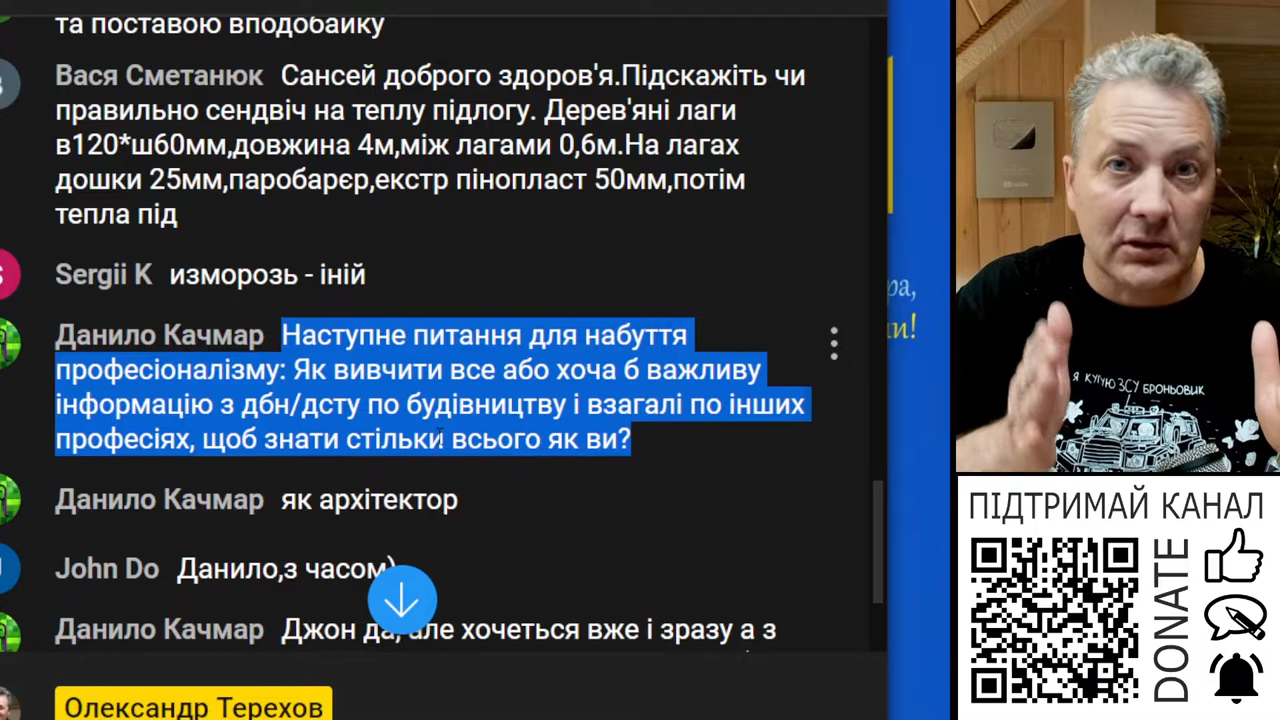 та поставою вподобайку
Вася Сметанюк Сансей доброго здоров'я.Підскажіть чи
правильно сендвіч на теплу підлогу. Дерев'яні лаги
в120*ш60мм,довжина 4м,між лагами 0,6м.На лагах
дошки 25мм,паробарєр,екстр пінопласт 50мм,потім
тепла під
Sergii K изморозь - іній
Данило Качмар Наступне питання для набуття
професіоналізму: Як вивчити все або хоча б важливу
інформацію з дбн/дсту по будівництву і взагалі по інших
професіях, щоб знати стільки всього як ви?
Данило Качмар як архітектор
John Do Данило,з часом)
Данило Качмар Джон да, але хочеться вже і зразу а з
Олександр Терехов
Я КУПУЮ ЗСУ БРОНЬОВИК
ПІДТРИМАЙ КАНАЛ
DONATE